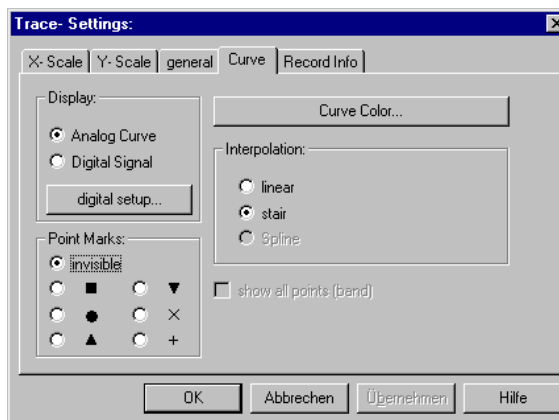 Trace- Settings:
X- Scale Y- Scale general Curve Record Info
Display:
Analog Curve
Digital Signal
digital setup...
Point Marks:
invisible
Curve Color...
Interpolation:
linear
stair
Spline
show all points (band)
OK Abbrechen Übernehmen Hilfe